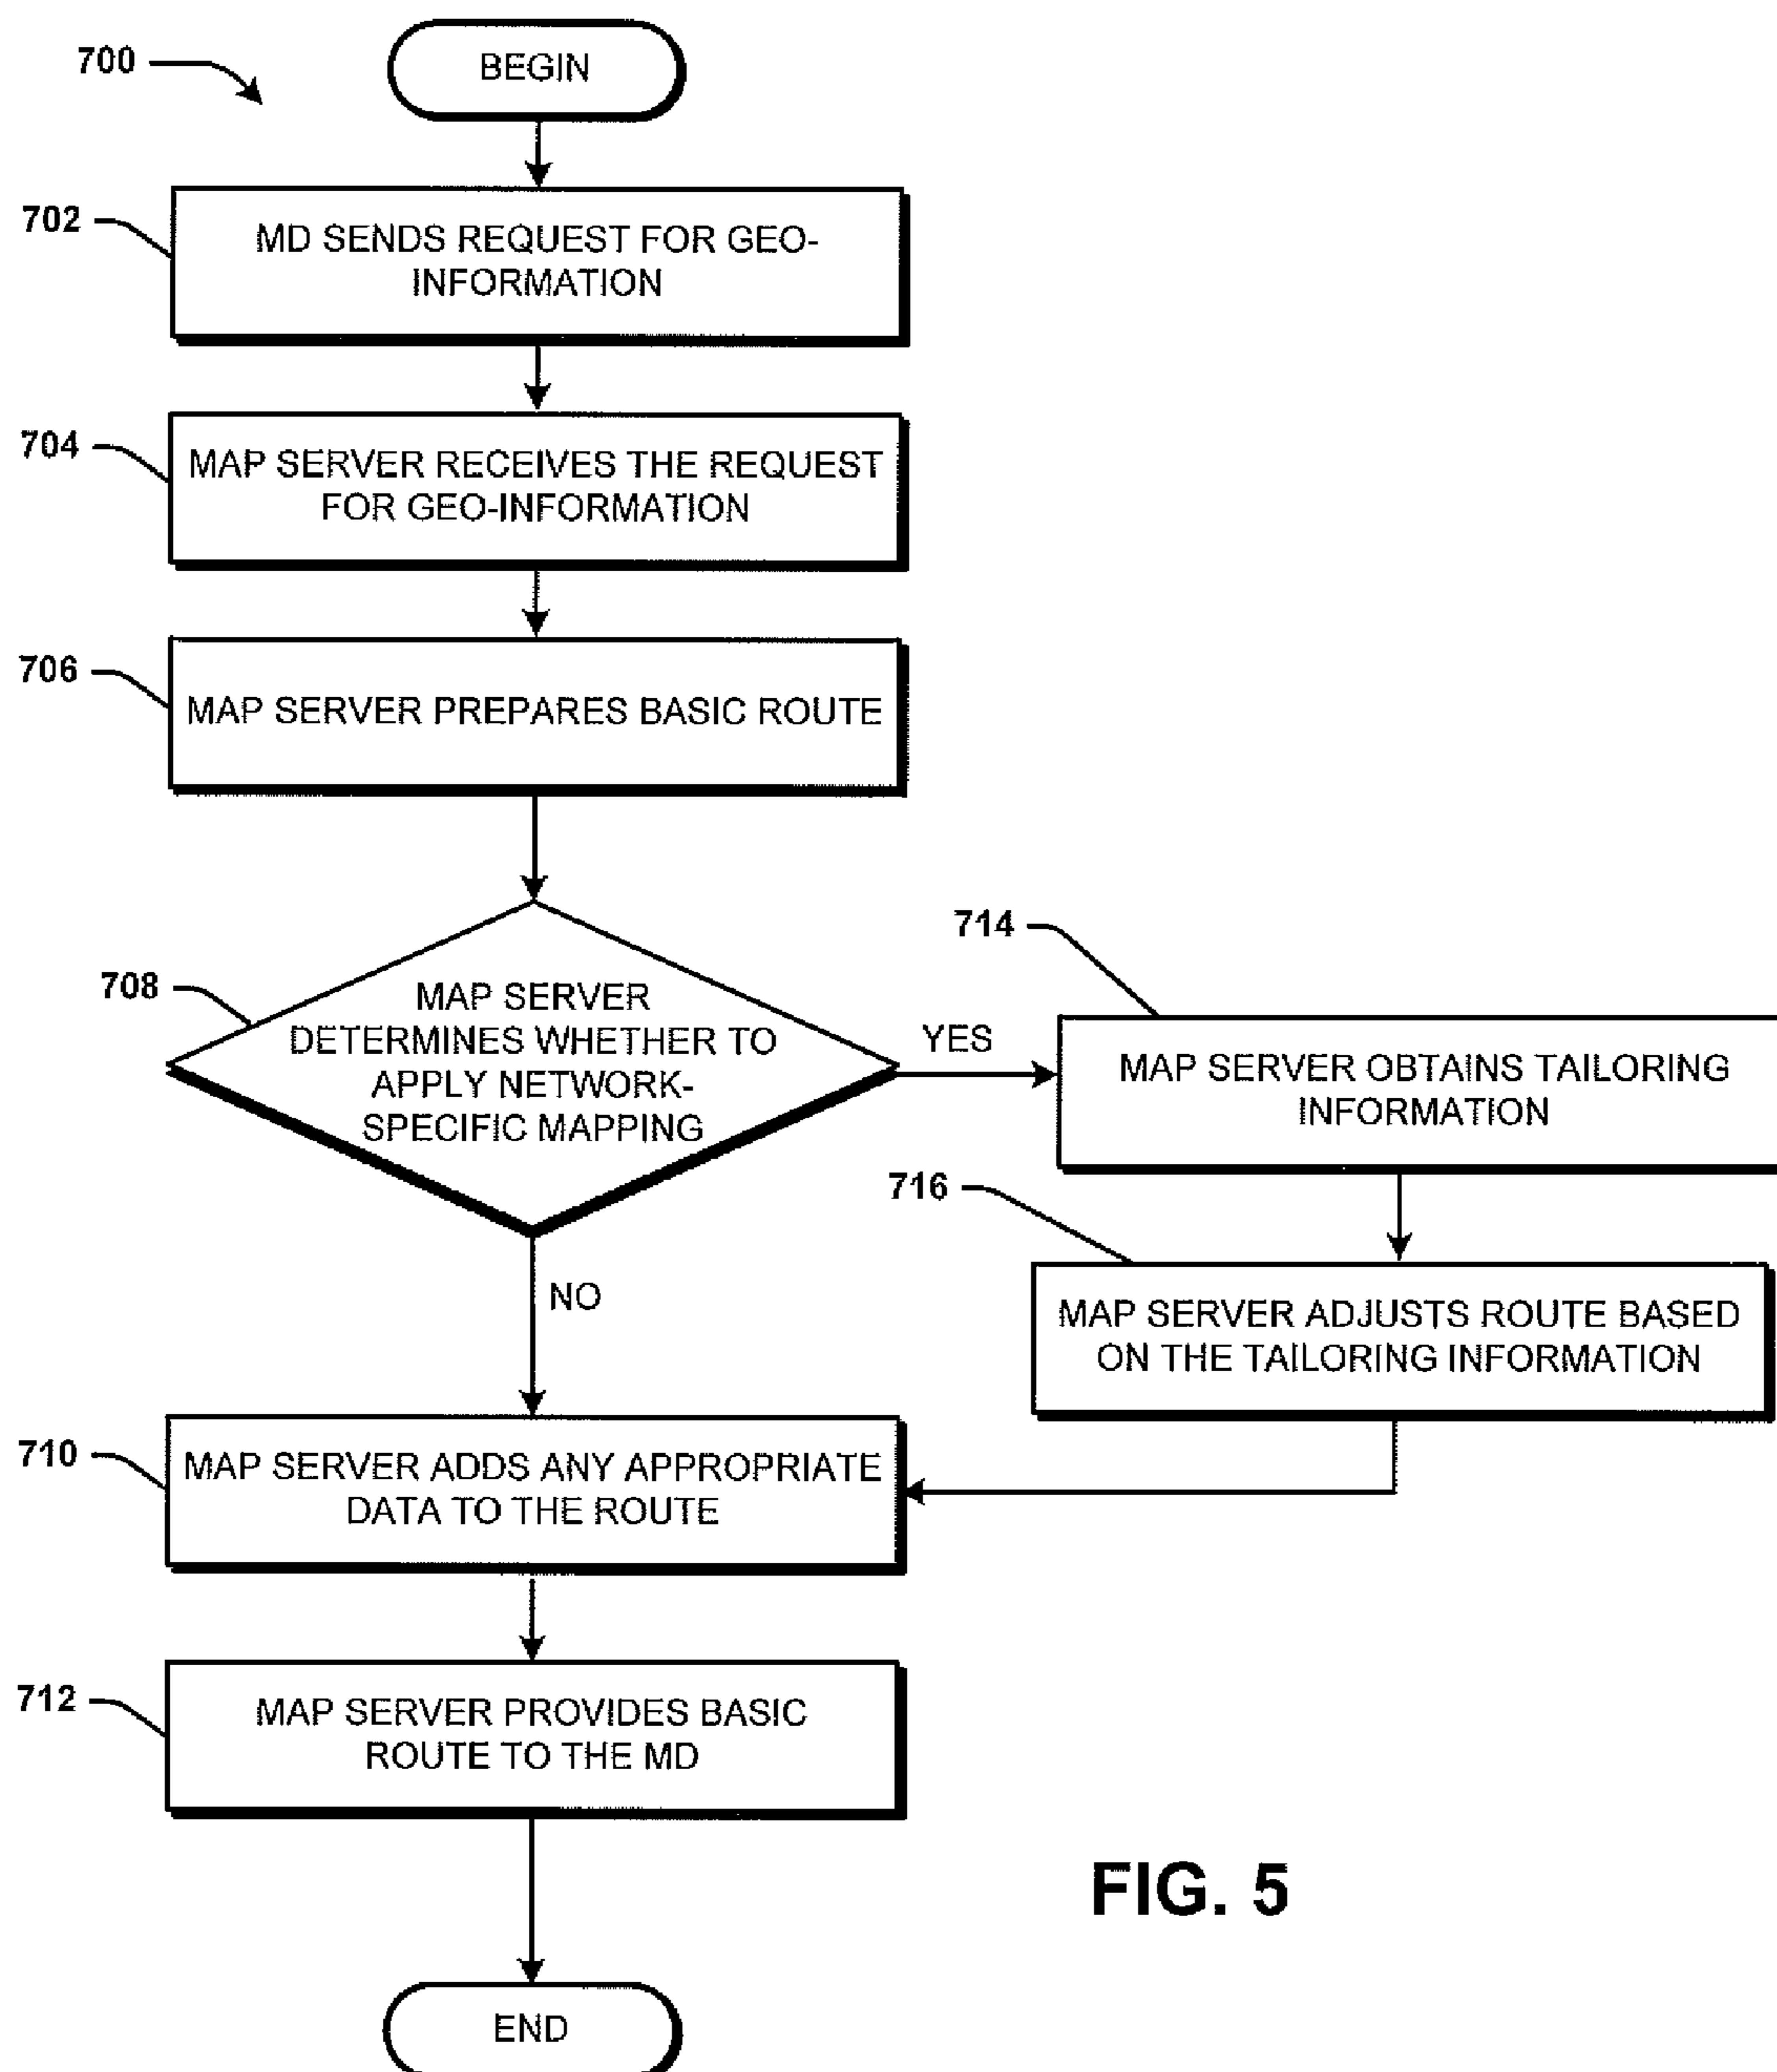 700
BEGIN
702
MD SENDS REQUEST FOR GEO-
INFORMATION
704
MAP SERVER RECEIVES THE REQUEST
FOR GEO-INFORMATION
706
MAP SERVER PREPARES BASIC ROUTE
708
MAP SERVER
DETERMINES WHETHER TO
APPLY NETWORK-
SPECIFIC MAPPING
YES
714
MAP SERVER OBTAINS TAILORING
INFORMATION
716
MAP SERVER ADJUSTS ROUTE BASED
ON THE TAILORING INFORMATION
NO
710
MAP SERVER ADDS ANY APPROPRIATE
DATA TO THE ROUTE
712
MAP SERVER PROVIDES BASIC
ROUTE TO THE MD
END
FIG. 5